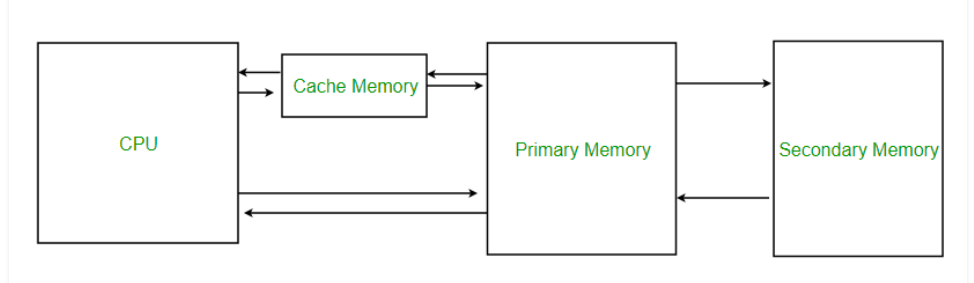 CPU
Cache Memory
Primary Memory
Secondary Memory